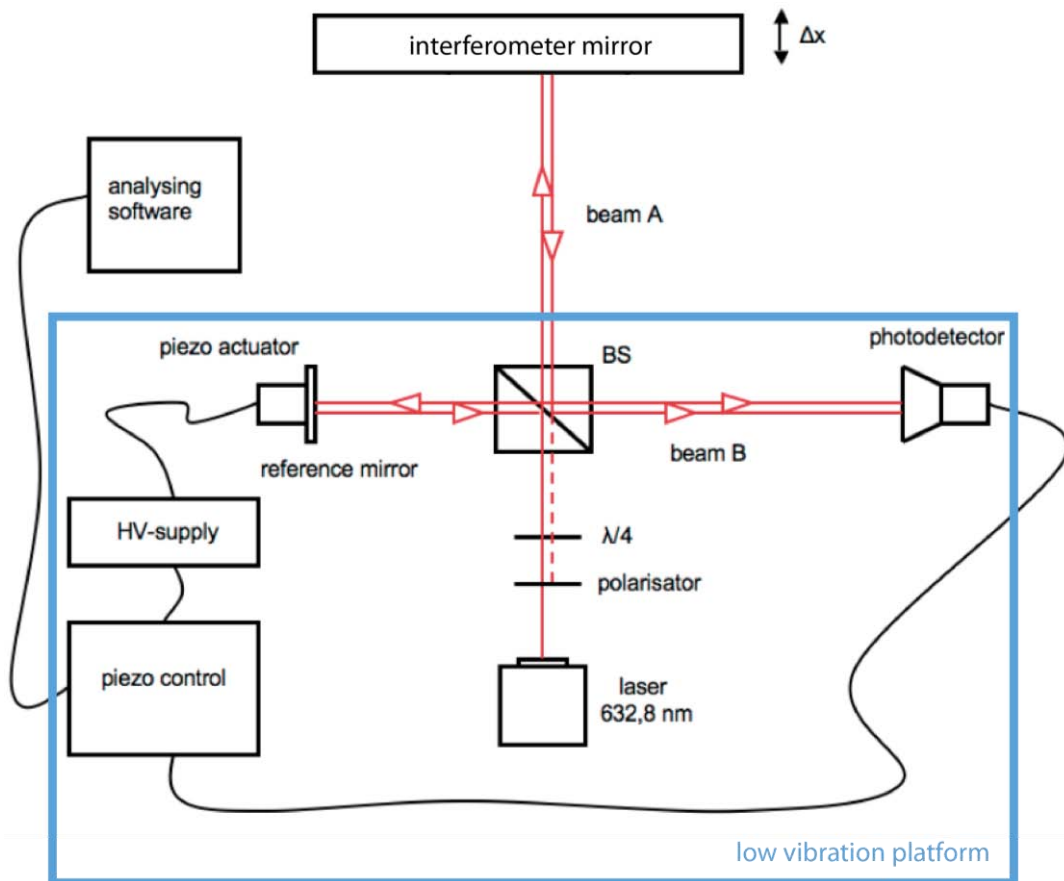 interferometer mirror
Δx
analysing
software
beam A
piezo actuator
BS
photodetector
reference mirror
beam B
HV-supply
λ/4
polarisator
piezo control
laser
632,8 nm
low vibration platform